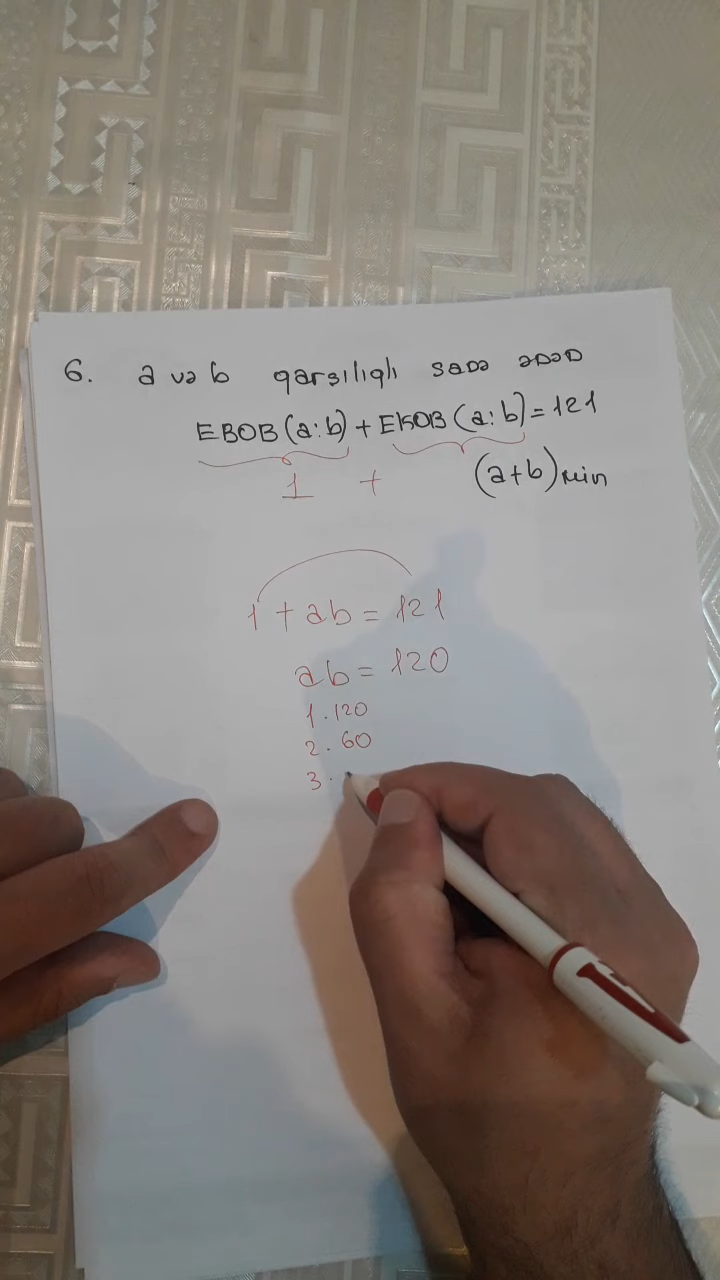 6. a və b qarşılıqlı sadə ədəd
EBOB (a:b) + EKOB (a:b) = 121
1 + (a+b) min
1 + ab = 121
ab = 120
1 . 120
2 . 60
3 .